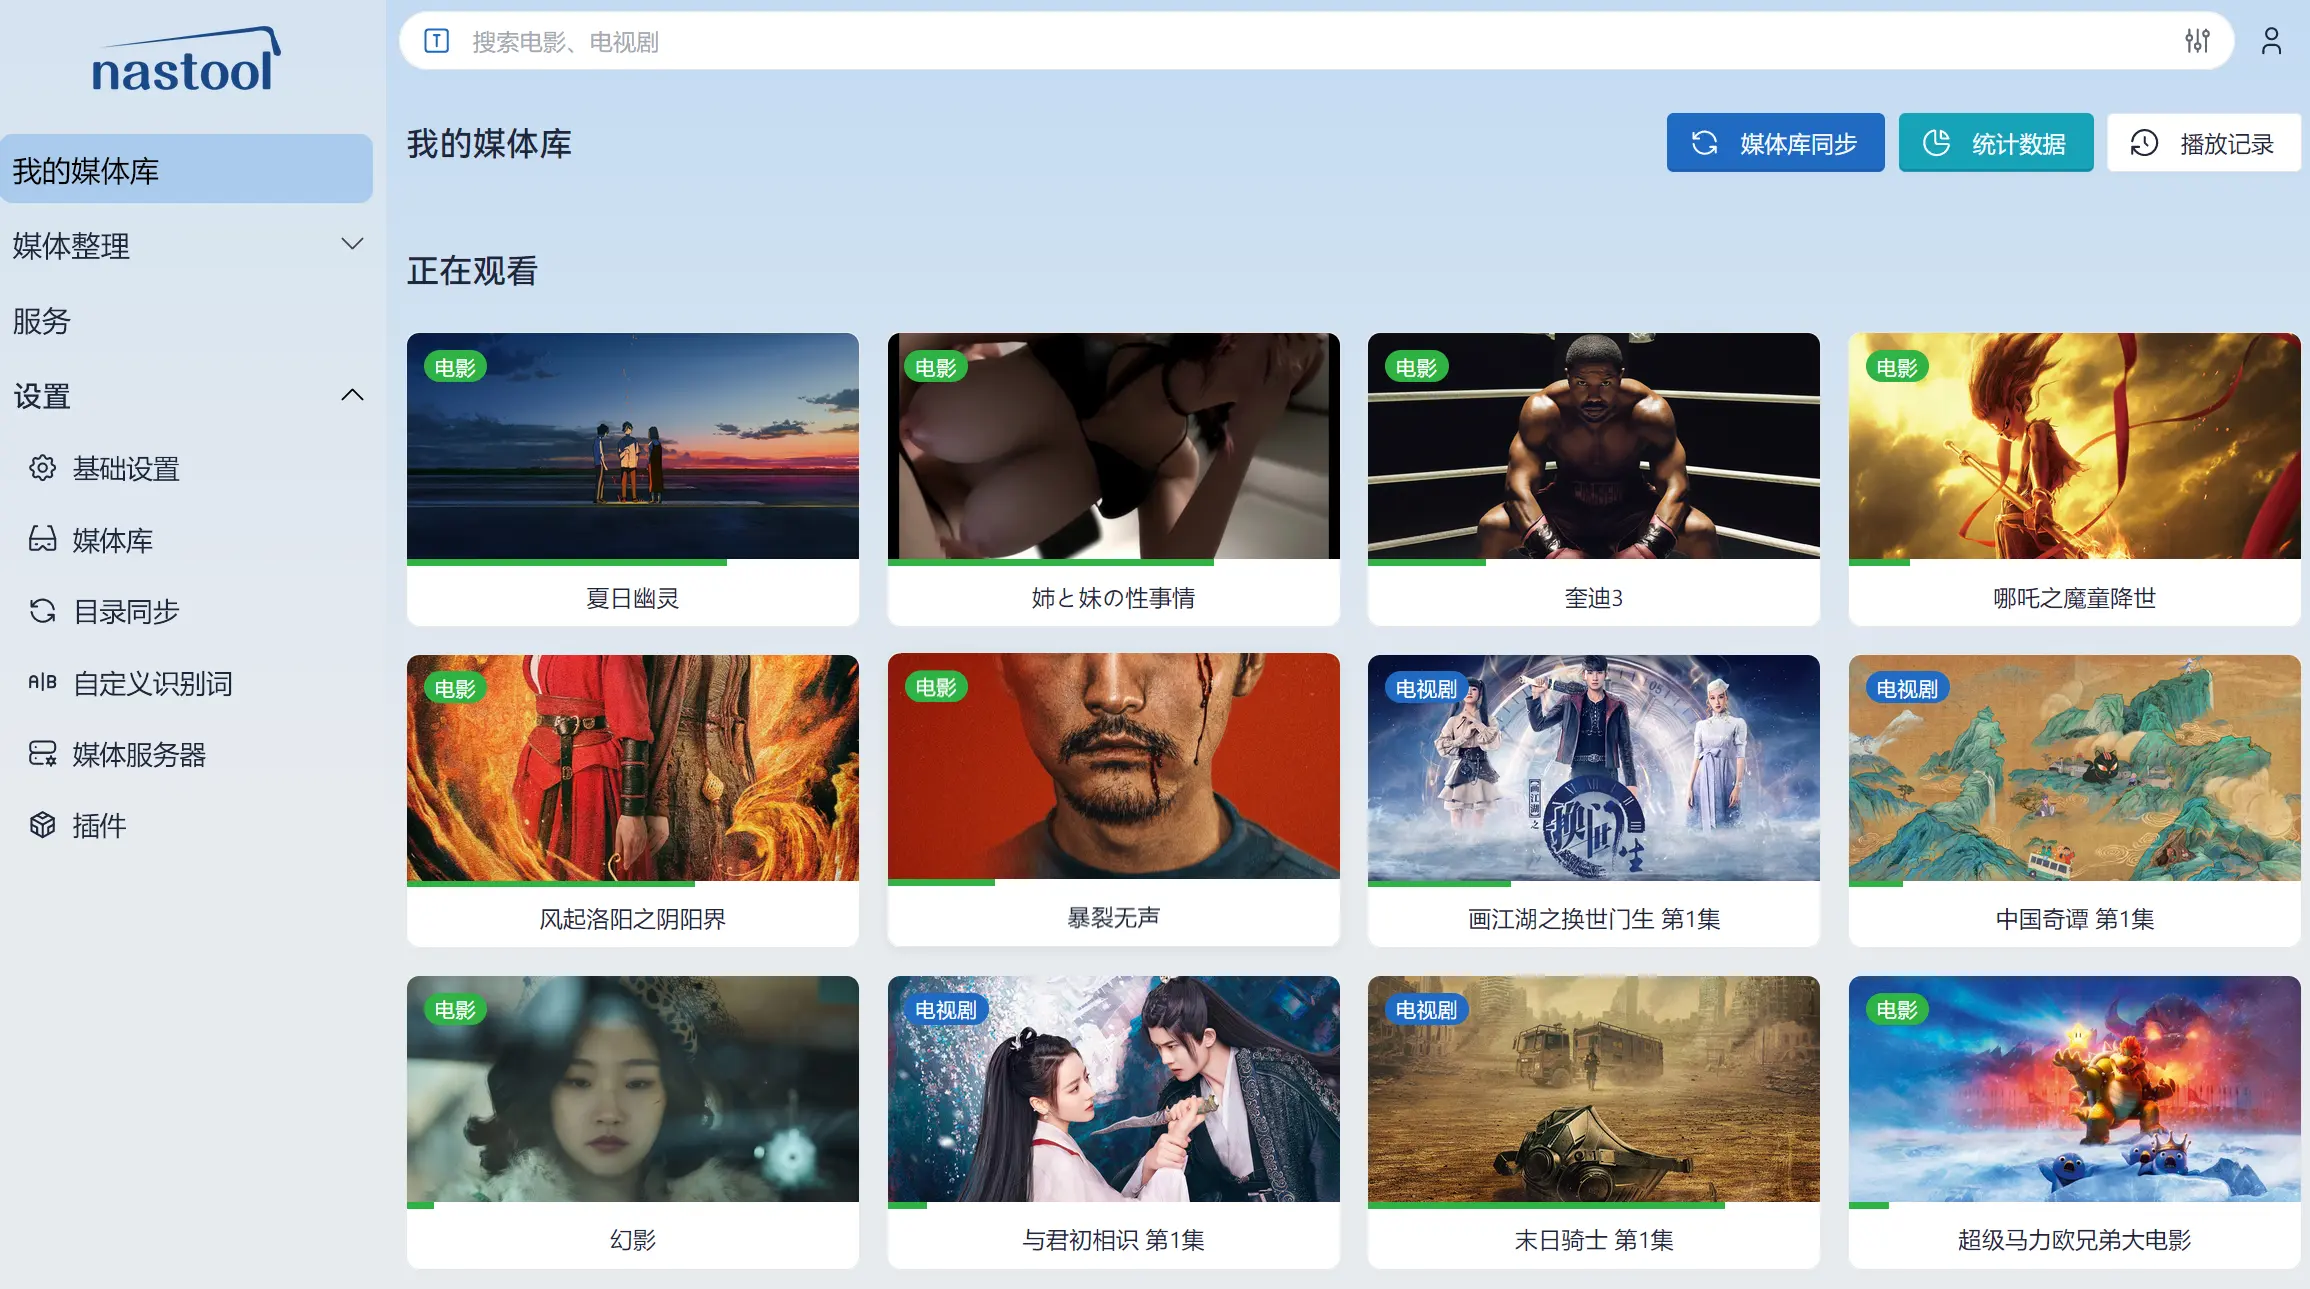 nastool
搜索电影、电视剧
我的媒体库
媒体整理
服务
设置
基础设置
媒体库
目录同步
A|B 自定义识别词
媒体服务器
插件
我的媒体库
媒体库同步
统计数据
播放记录
正在观看
电影
夏日幽灵
电影
姉と妹の性事情
电影
奎迪3
电影
哪吒之魔童降世
电影
风起洛阳之阴阳界
电影
暴裂无声
电视剧
画江湖之
换世门生
画江湖之换世门生 第1集
电视剧
中国奇谭 第1集
电影
幻影
电视剧
与君初相识 第1集
电视剧
末日骑士 第1集
电影
超级马力欧兄弟大电影